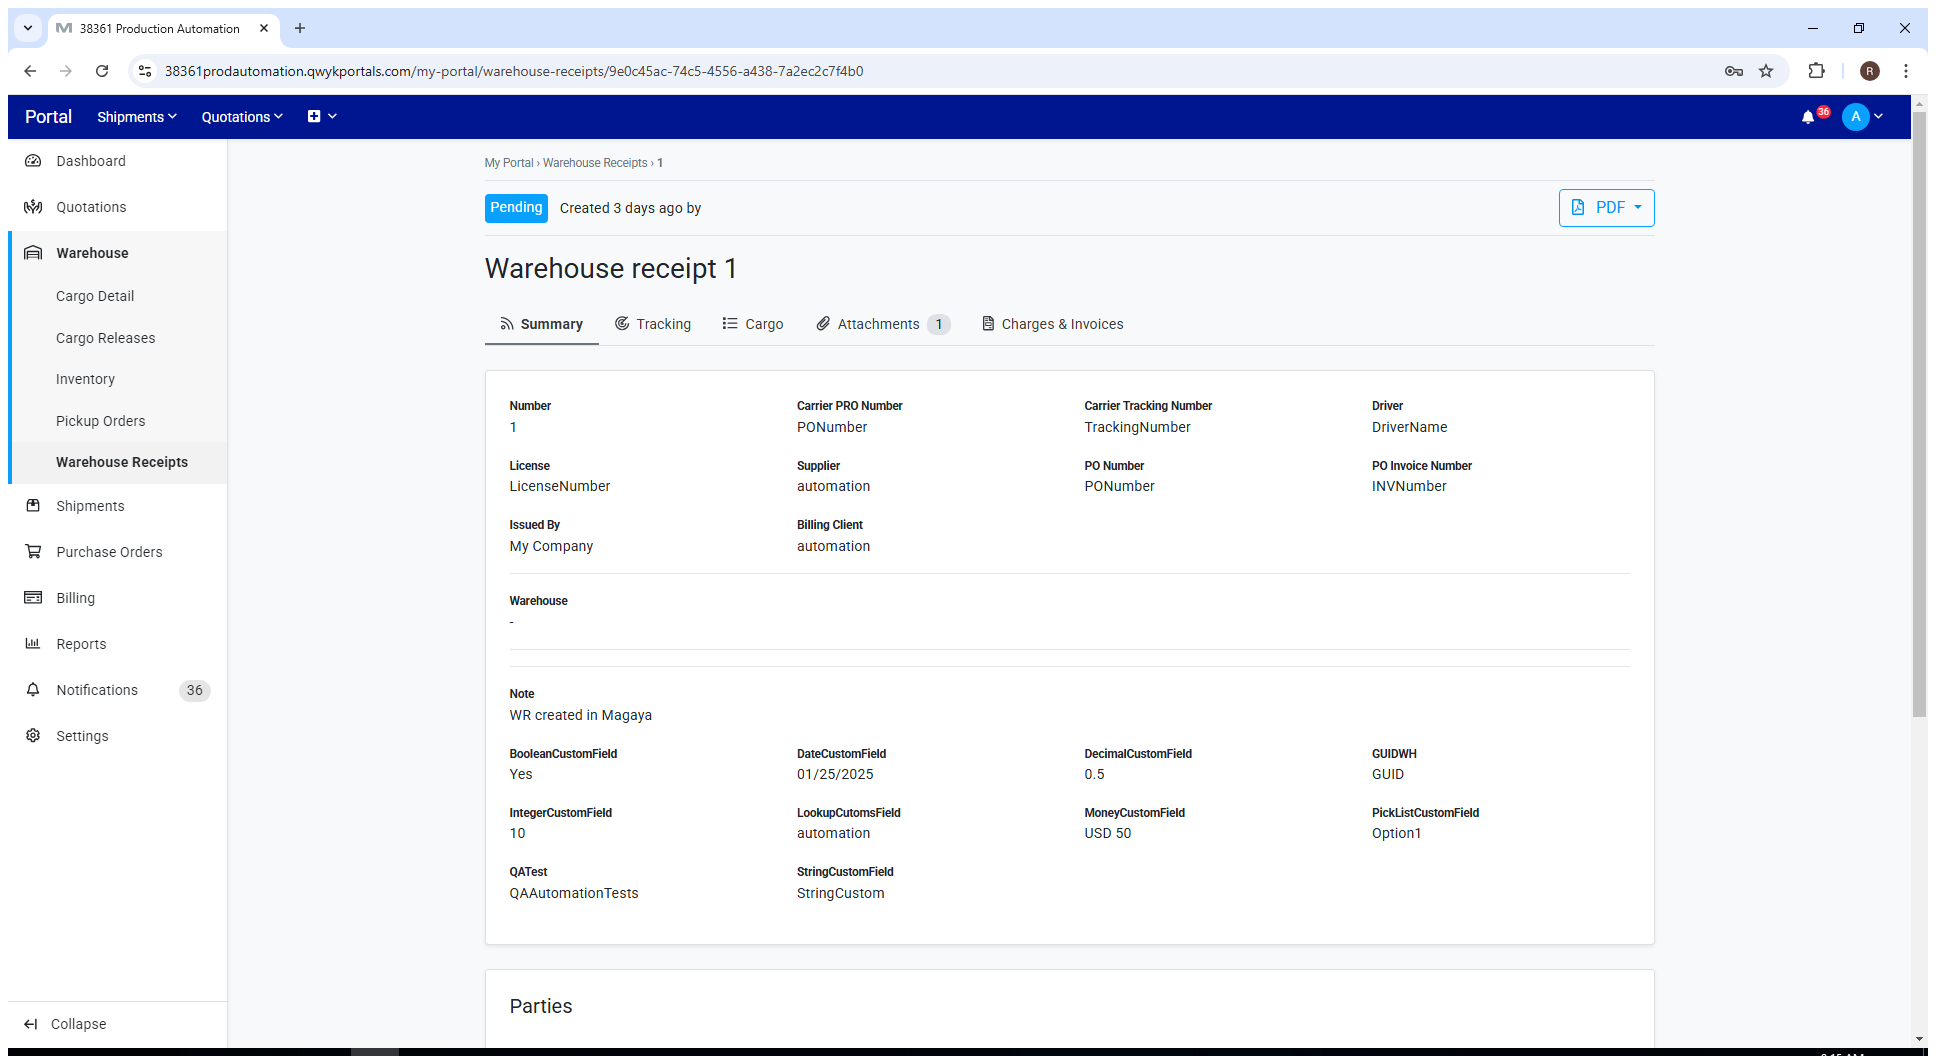 38361 Production Automation
38361prodautomation.qwykportals.com/my-portal/warehouse-receipts/9e0c45ac-74c5-4556-a438-7a2ec2c7f4b0
R
Portal Shipments Quotations 36 A
Dashboard
Quotations
Warehouse
Cargo Detail
Cargo Releases
Inventory
Pickup Orders
Warehouse Receipts
Shipments
Purchase Orders
Billing
Reports
Notifications 36
Settings
Collapse
My Portal › Warehouse Receipts › 1
Pending Created 3 days ago by PDF
Warehouse receipt 1
Summary Tracking Cargo Attachments 1 Charges & Invoices
Number Carrier PRO Number Carrier Tracking Number Driver
1 PONumber TrackingNumber DriverName
License Supplier PO Number PO Invoice Number
LicenseNumber automation PONumber INVNumber
Issued By Billing Client
My Company automation
Warehouse
-
Note
WR created in Magaya
BooleanCustomField DateCustomField DecimalCustomField GUIDWH
Yes 01/25/2025 0.5 GUID
IntegerCustomField LookupCutomsField MoneyCustomField PickListCustomField
10 automation USD 50 Option1
QATest StringCustomField
QAAutomationTests StringCustom
Parties